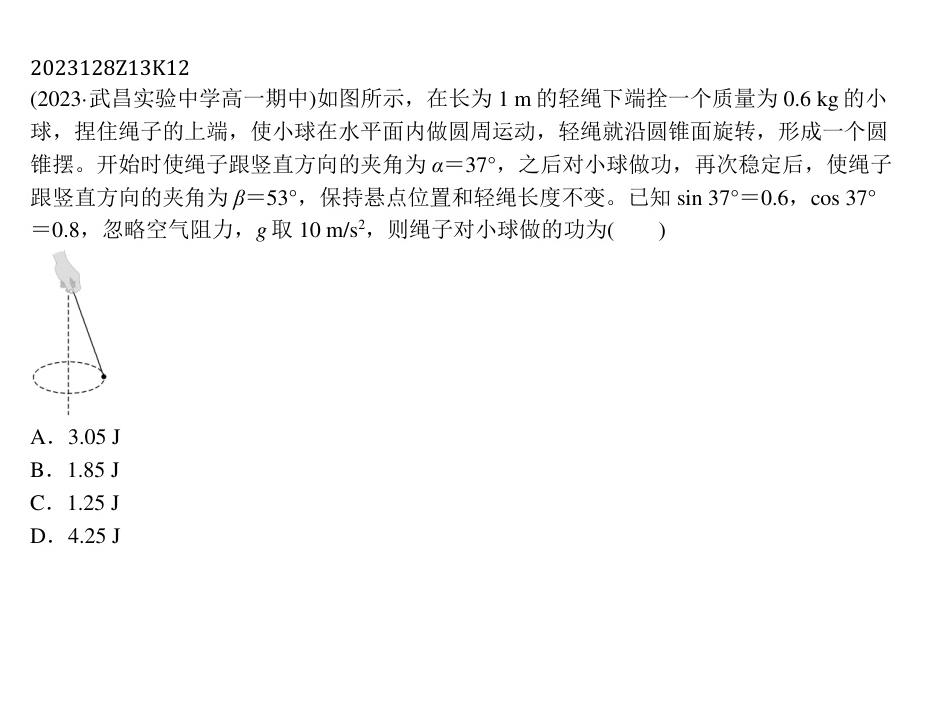 2023128Z13K12
(2023·武昌实验中学高一期中)如图所示，在长为 1 m 的轻绳下端拴一个质量为 0.6 kg 的小
球，捏住绳子的上端，使小球在水平面内做圆周运动，轻绳就沿圆锥面旋转，形成一个圆
锥摆。开始时使绳子跟竖直方向的夹角为 α＝37°，之后对小球做功，再次稳定后，使绳子
跟竖直方向的夹角为 β＝53°，保持悬点位置和轻绳长度不变。已知 sin 37°＝0.6，cos 37°
＝0.8，忽略空气阻力，g 取 10 m/s²，则绳子对小球做的功为(　　)
A．3.05 J
B．1.85 J
C．1.25 J
D．4.25 J